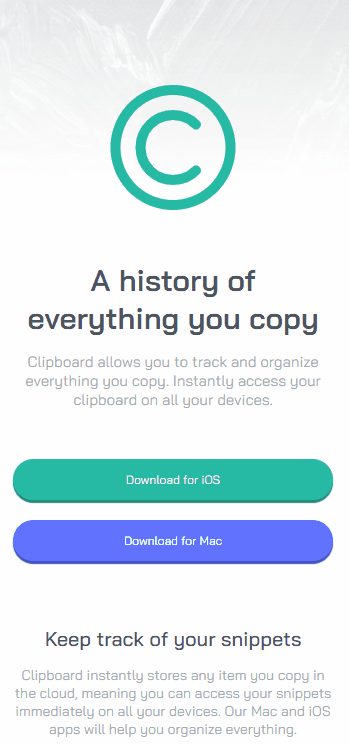 C
A history of
everything you copy
Clipboard allows you to track and organize
everything you copy. Instantly access your
clipboard on all your devices.
Download for iOS
Download for Mac
Keep track of your snippets
Clipboard instantly stores any item you copy in
the cloud, meaning you can access your snippets
immediately on all your devices. Our Mac and iOS
apps will help you organize everything.